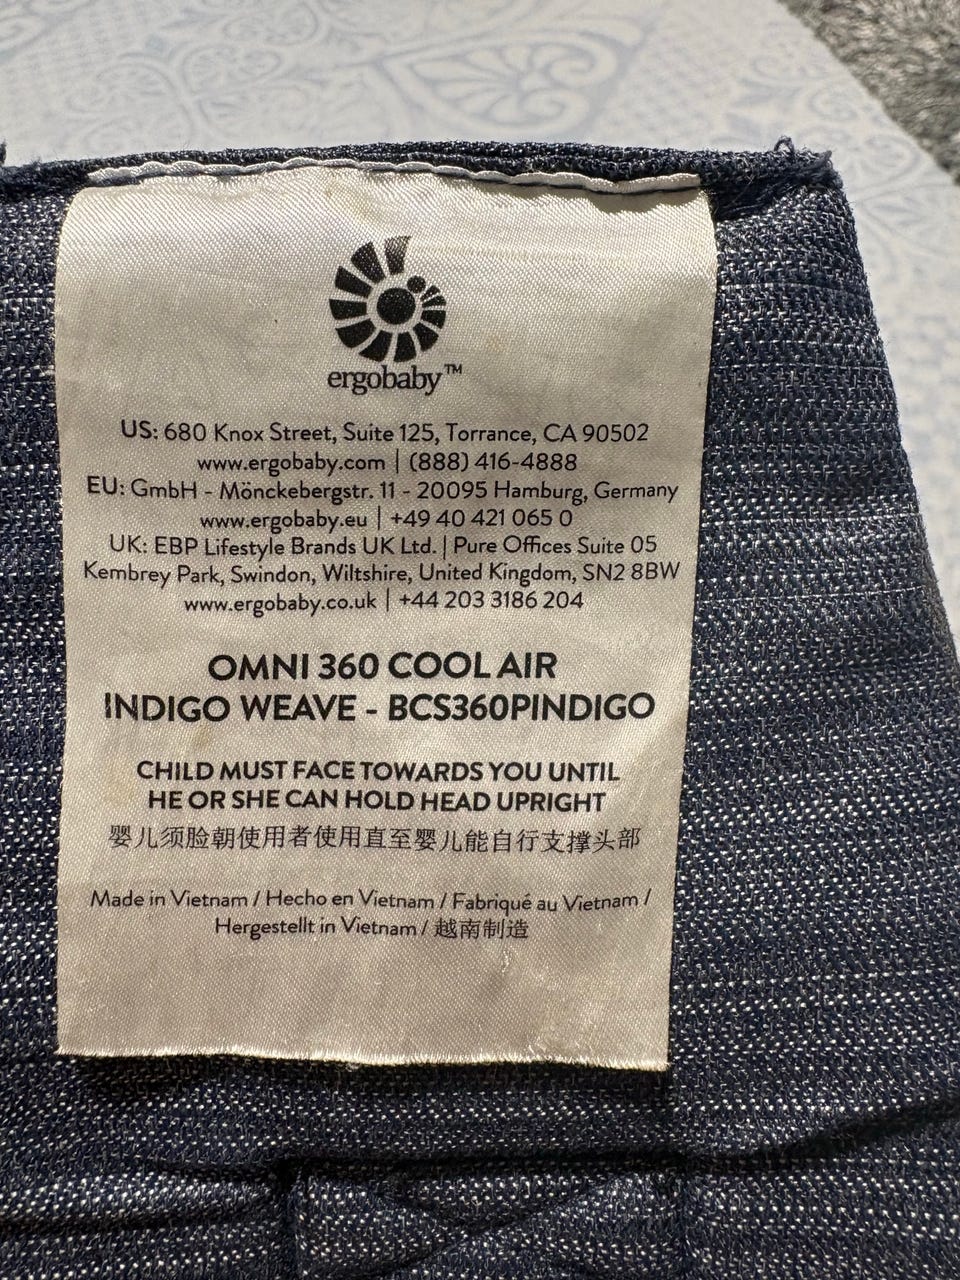 ergobaby™
US: 680 Knox Street, Suite 125, Torrance, CA 90502
www.ergobaby.com | (888) 416-4888
EU: GmbH - Mönckebergstr. 11 - 20095 Hamburg, Germany
www.ergobaby.eu | +49 40 421 065 0
UK: EBP Lifestyle Brands UK Ltd. | Pure Offices Suite 05
Kembrey Park, Swindon, Wiltshire, United Kingdom, SN2 8BW
www.ergobaby.co.uk | +44 203 3186 204
OMNI 360 COOL AIR
INDIGO WEAVE - BCS360PINDIGO
CHILD MUST FACE TOWARDS YOU UNTIL
HE OR SHE CAN HOLD HEAD UPRIGHT
婴儿须脸朝使用者使用直至婴儿能自行支撑头部
Made in Vietnam / Hecho en Vietnam / Fabriqué au Vietnam /
Hergestellt in Vietnam / 越南制造